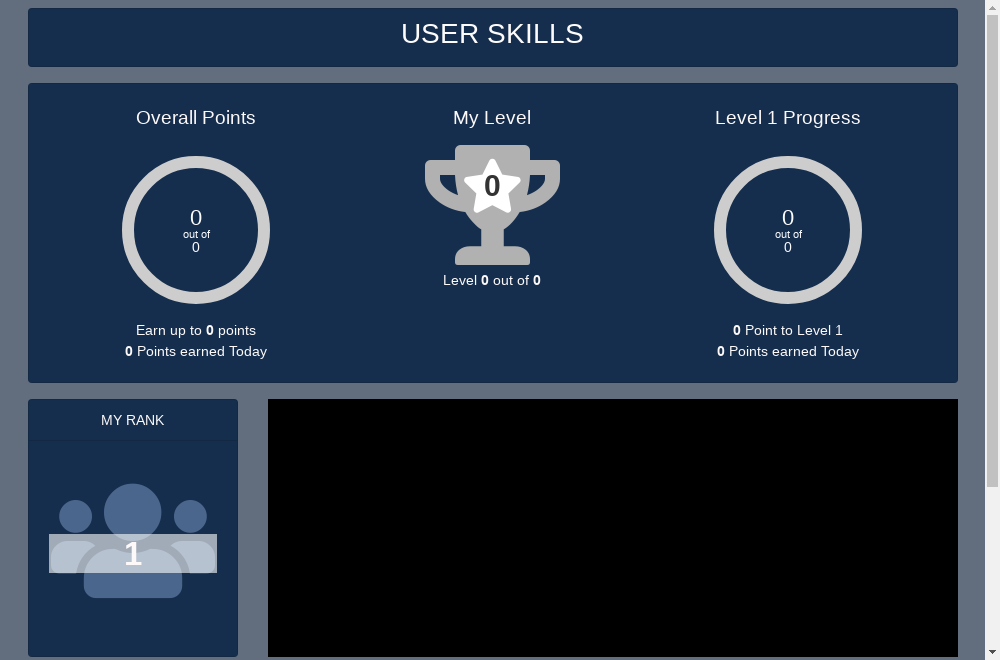 USER SKILLS
Overall Points
0
out of
0
Earn up to 0 points
0 Points earned Today
My Level
0
Level 0 out of 0
Level 1 Progress
0
out of
0
0 Point to Level 1
0 Points earned Today
MY RANK
1